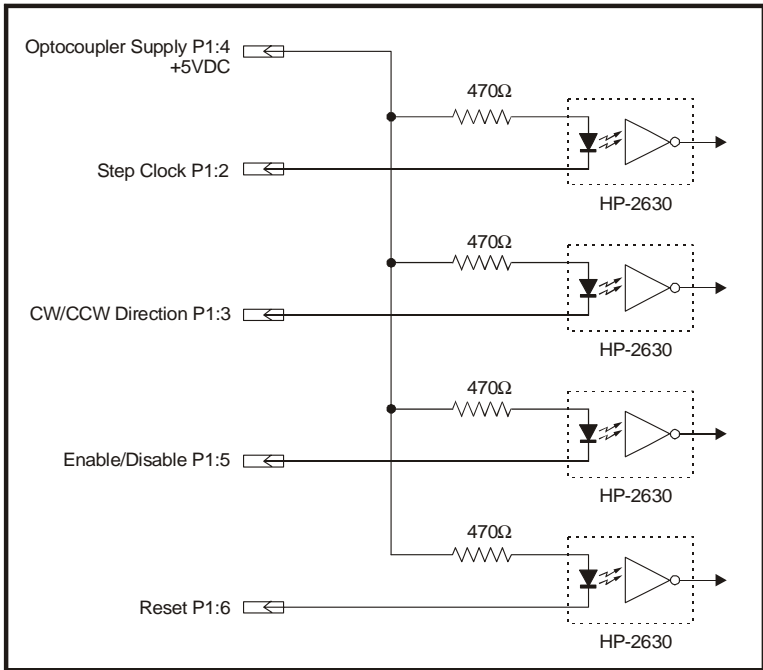 Optocoupler Supply P1:4
+5VDC
470Ω
Step Clock P1:2
HP-2630
470Ω
CW/CCW Direction P1:3
HP-2630
470Ω
Enable/Disable P1:5
HP-2630
470Ω
Reset P1:6
HP-2630